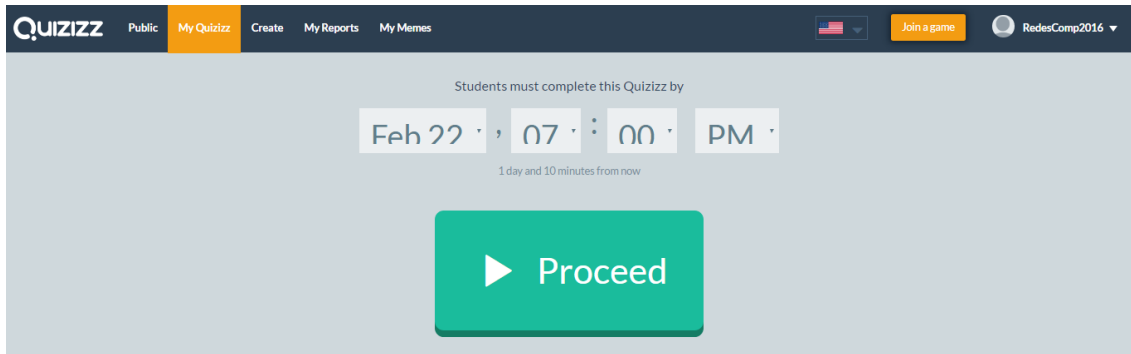 Quizizz Public My Quizizz Create My Reports My Memes Join a game RedesComp2016
Students must complete this Quizizz by
Feb 22 , 07 : 00 PM
1 day and 10 minutes from now
Proceed